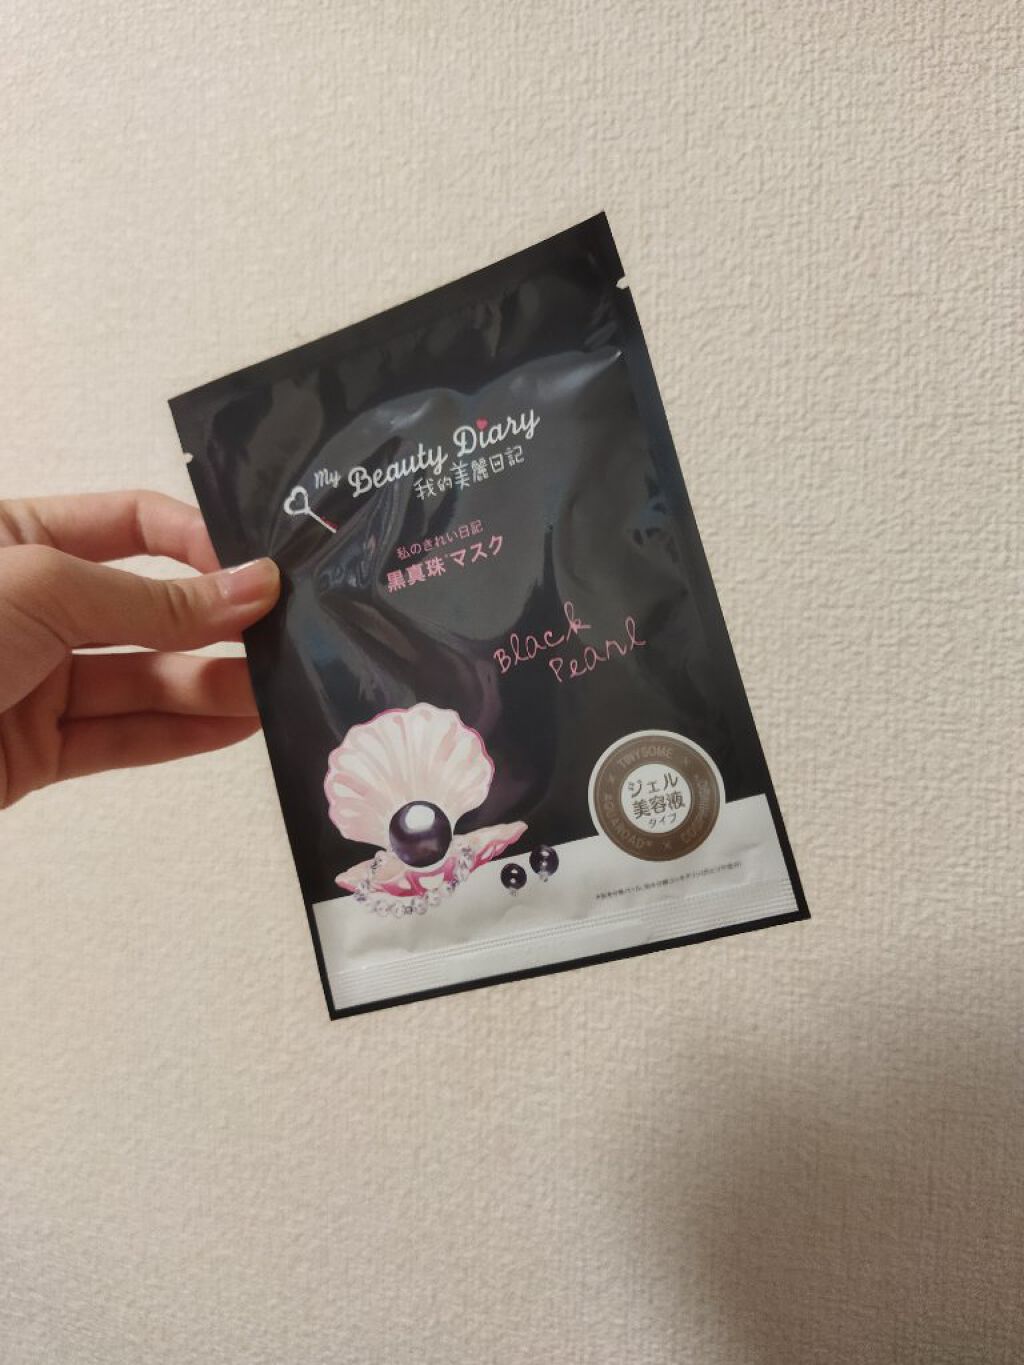 My Beauty Diary
我的美麗日記
私のきれい日記
黒真珠*マスク
Black
Pearl
TINYSOME
ジェル
美容液
タイプ